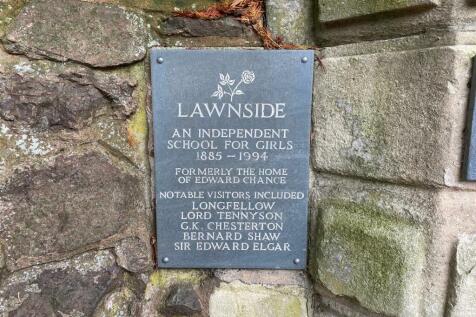 LAWNSIDE
AN INDEPENDENT
SCHOOL FOR GIRLS
1885 – 1994
FORMERLY THE HOME
OF EDWARD CHANCE
NOTABLE VISITORS INCLUDED
LONGFELLOW
LORD TENNYSON
G.K. CHESTERTON
BERNARD SHAW
SIR EDWARD ELGAR